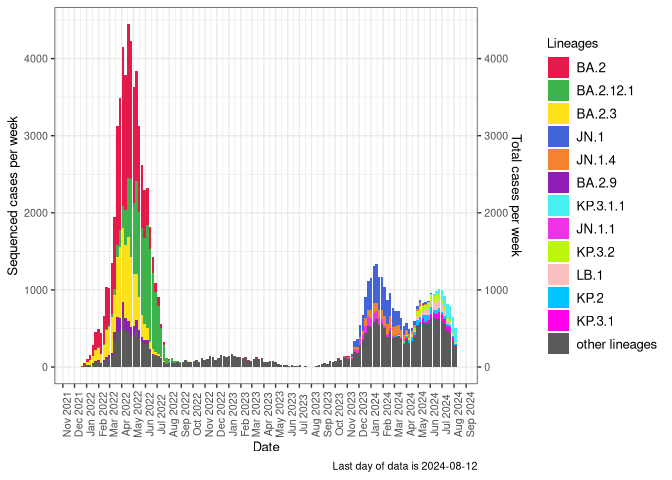 Sequenced cases per week
4000
3000
2000
1000
0
4000
3000
2000
1000
0
Total cases per week
Nov 2021
Dec 2021
Jan 2022
Feb 2022
Mar 2022
Apr 2022
May 2022
Jun 2022
Jul 2022
Aug 2022
Sep 2022
Oct 2022
Nov 2022
Dec 2022
Jan 2023
Feb 2023
Mar 2023
Apr 2023
May 2023
Jun 2023
Jul 2023
Aug 2023
Sep 2023
Oct 2023
Nov 2023
Dec 2023
Jan 2024
Feb 2024
Mar 2024
Apr 2024
May 2024
Jun 2024
Jul 2024
Aug 2024
Sep 2024
Date
Last day of data is 2024-08-12
Lineages
BA.2
BA.2.12.1
BA.2.3
JN.1
JN.1.4
BA.2.9
KP.3.1.1
JN.1.1
KP.3.2
LB.1
KP.2
KP.3.1
other lineages